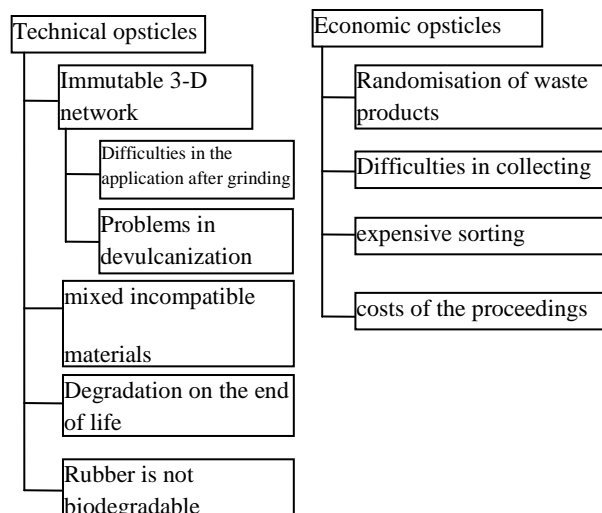 Technical opsticles
Immutable 3-D
network
Difficulties in the
application after grinding
Problems in
devulcanization
mixed incompatible
materials
Degradation on the end
of life
Rubber is not
biodegradable
Economic opsticles
Randomisation of waste
products
Difficulties in collecting
expensive sorting
costs of the proceedings